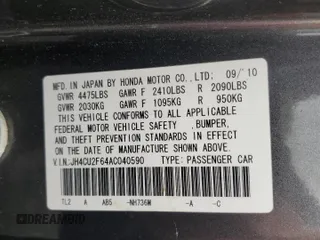 MFD. IN JAPAN BY HONDA MOTOR CO., LTD; 09/10
GVWR 4475LBS GAWR F 2410LBS R 2090LBS
GVWR 2030KG GAWR F 1095KG R 950KG
THIS VEHICLE CONFORMS TO ALL APPLICABLE
FEDERAL MOTOR VEHICLE SAFETY, BUMPER,
AND THEFT PREVENTION STANDARDS IN EFFECT
ON THE DATE OF MANUFACTURE SHOWN ABOVE.
V.I.N.: JH4CU2F64AC040590 TYPE: PASSENGER CAR
TL2 A AB5 -NH736M -A -C
DREAMBID